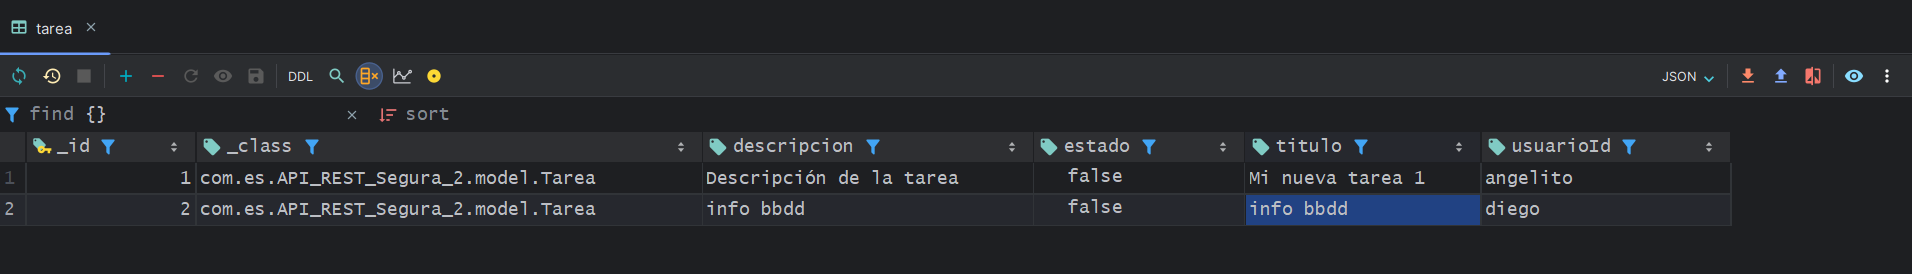 tarea
DDL JSON
find {} sort
_id _class descripcion estado titulo usuarioId
1 1 com.es.API_REST_Segura_2.model.Tarea Descripción de la tarea false Mi nueva tarea 1 angelito
2 2 com.es.API_REST_Segura_2.model.Tarea info bbdd false info bbdd diego